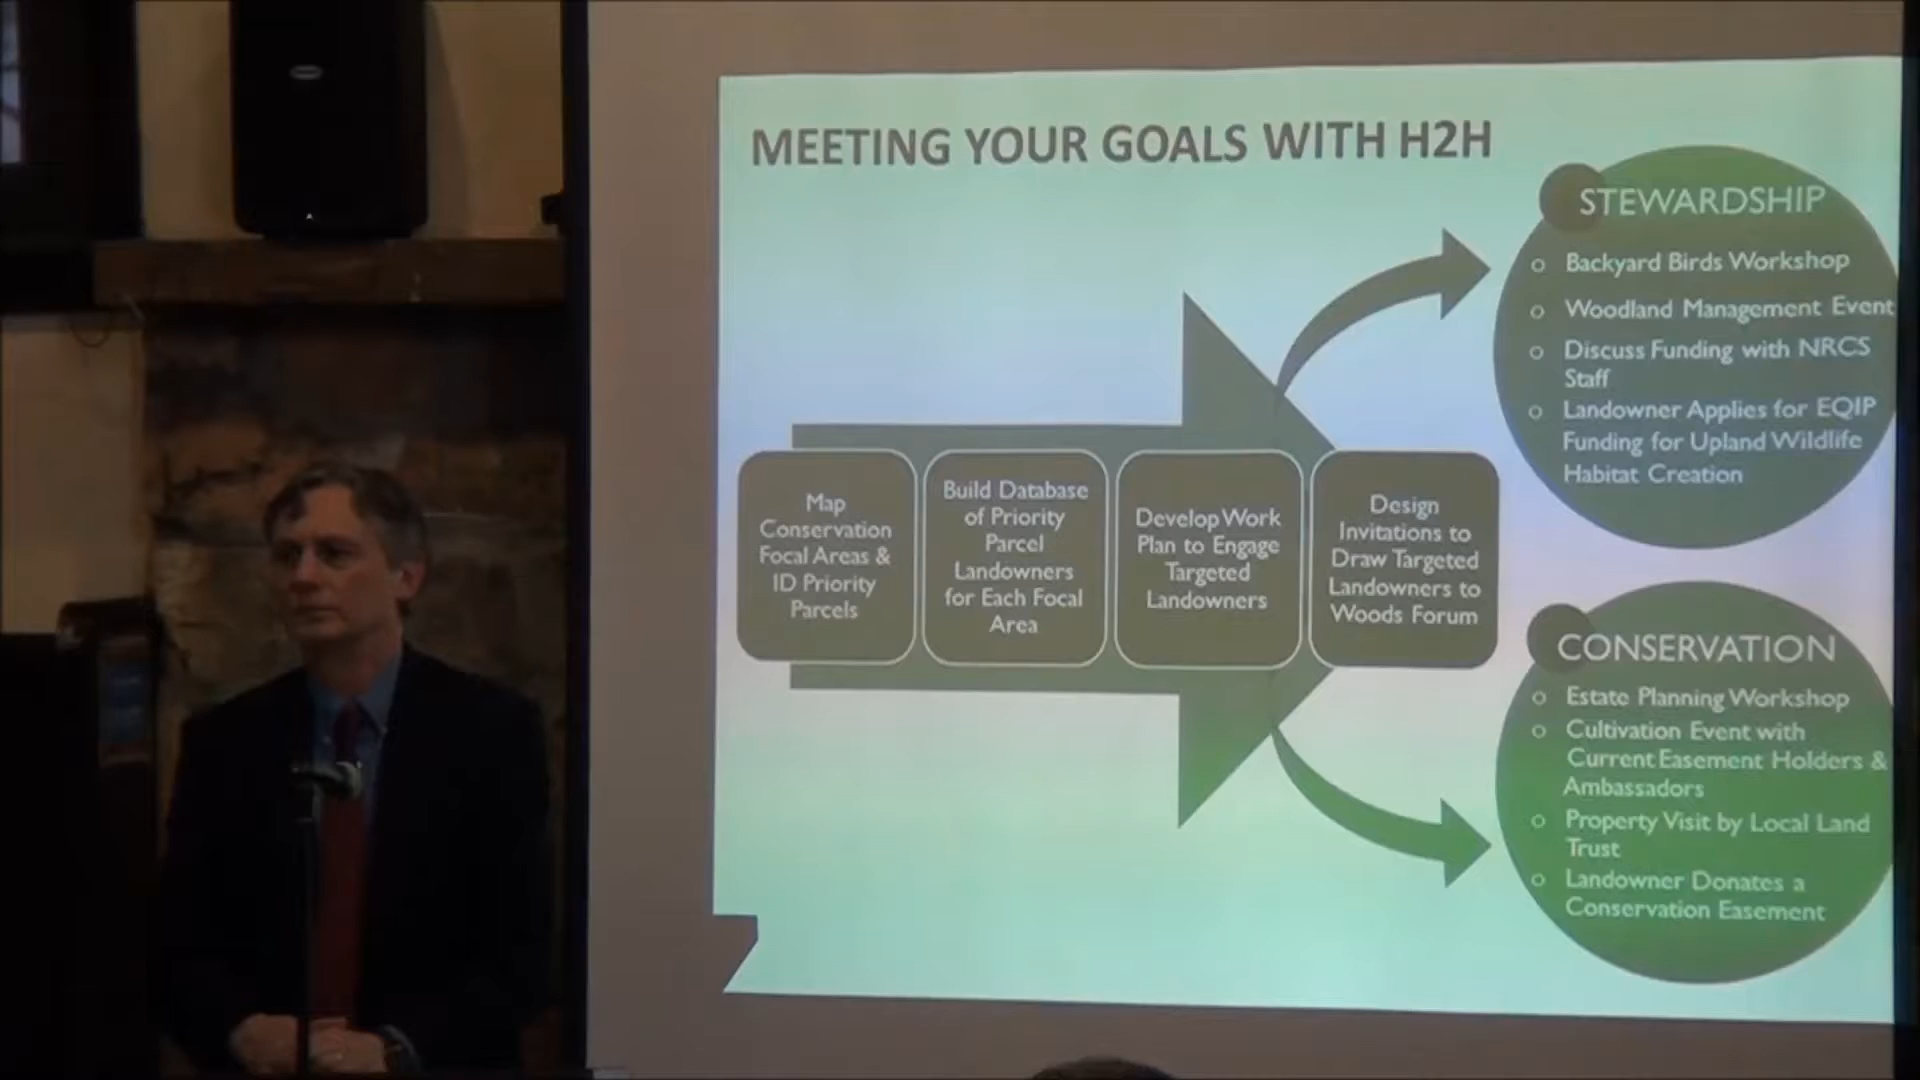 MEETING YOUR GOALS WITH H2H
Map
Conservation
Focal Areas &
ID Priority
Parcels
Build Database
of Priority
Parcel
Landowners
for Each Focal
Area
Develop Work
Plan to Engage
Targeted
Landowners
Design
Invitations to
Draw Targeted
Landowners to
Woods Forum
STEWARDSHIP
o Backyard Birds Workshop
o Woodland Management Event
o Discuss Funding with NRCS
Staff
o Landowner Applies for EQIP
Funding for Upland Wildlife
Habitat Creation
CONSERVATION
o Estate Planning Workshop
o Cultivation Event with
Current Easement Holders &
Ambassadors
o Property Visit by Local Land
Trust
o Landowner Donates a
Conservation Easement